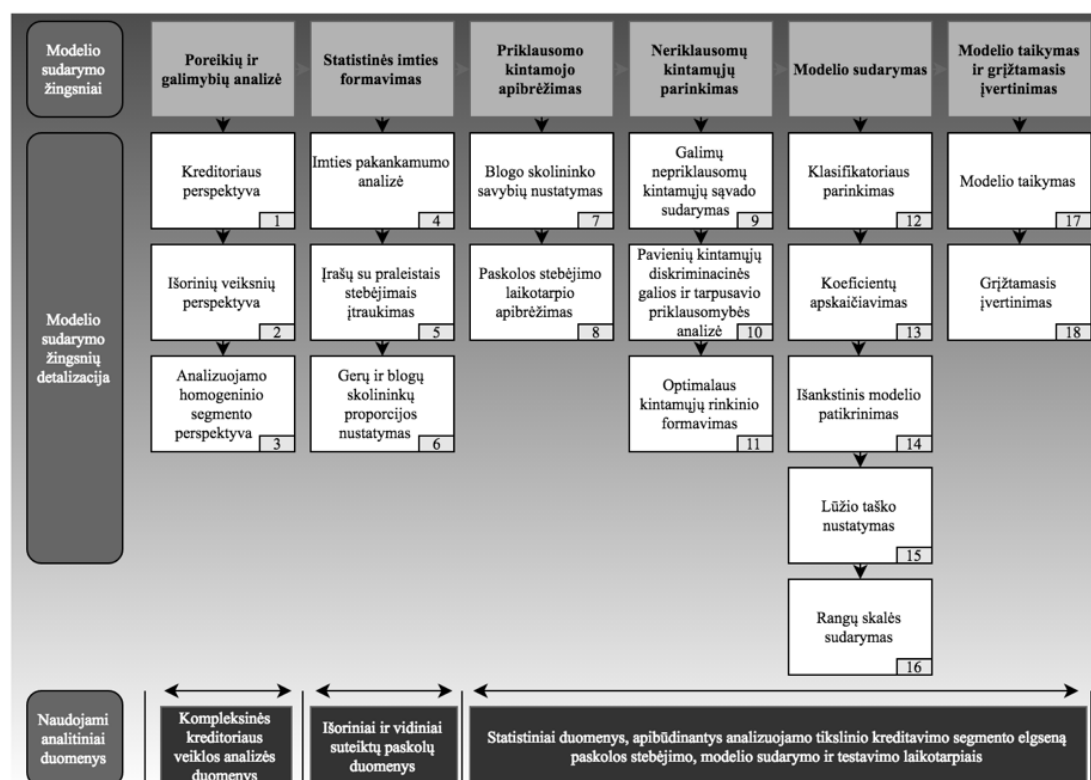 Modelio
sudarymo
žingsniai
Poreikių ir
galimybių analizė
Statistinės imties
formavimas
Priklausomo
kintamojo
apibrėžimas
Neriklausomų
kintamųjų
parinkimas
Modelio sudarymas
Modelio taikymas
ir grįžtamasis
įvertinimas
Modelio
sudarymo
žingsnių
detalizacija
Kreditoriaus
perspektyva
1
Išorinių veiksnių
perspektyva
2
Analizuojamo
homogeninio
segmento
perspektyva
3
Imties pakankamumo
analizė
4
Įrašų su praleistais
stebėjimais
įtraukimas
5
Gerų ir blogų
skolininkų
proporcijos
nustatymas
6
Blogo skolininko
savybių nustatymas
7
Paskolos stebėjimo
laikotarpio
apibrėžimas
8
Galimų
nepriklausomų
kintamųjų sąvado
sudarymas
9
Pavienių kintamųjų
diskriminacinės
galios ir tarpusavio
priklausomybės
analizė
10
Optimalaus
kintamųjų rinkinio
formavimas
11
Klasifikatoriaus
parinkimas
12
Koeficientų
apskaičiavimas
13
Išankstinis modelio
patikrinimas
14
Lūžio taško
nustatymas
15
Rangų skalės
sudarymas
16
Modelio taikymas
17
Grįžtamasis
įvertinimas
18
Naudojami
analitiniai
duomenys
Kompleksinės
kreditoriaus
veiklos analizės
duomenys
Išoriniai ir vidiniai
suteiktų paskolų
duomenys
Statistiniai duomenys, apibūdinantys analizuojamo tikslinio kreditavimo segmento elgseną
paskolos stebėjimo, modelio sudarymo ir testavimo laikotarpiais